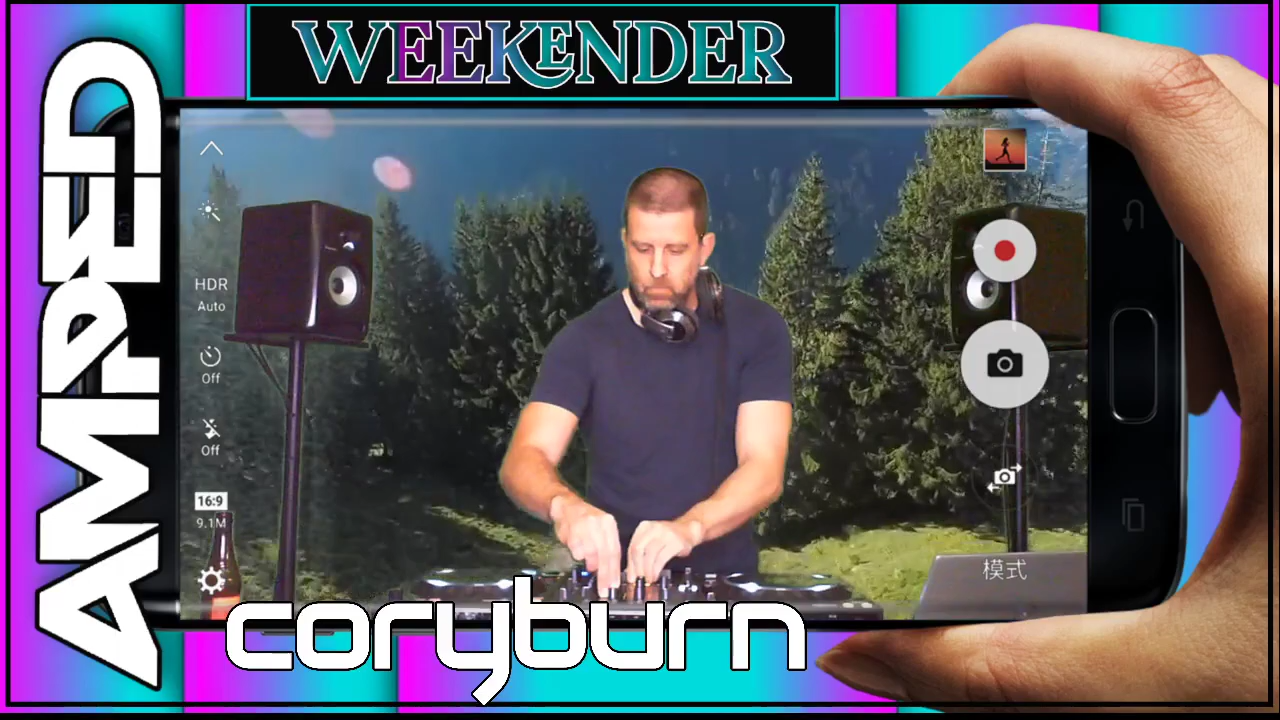 WEEKENDER
AMPED
HDR
Auto
Off
Off
16:9
9.1M
模式
coryburn